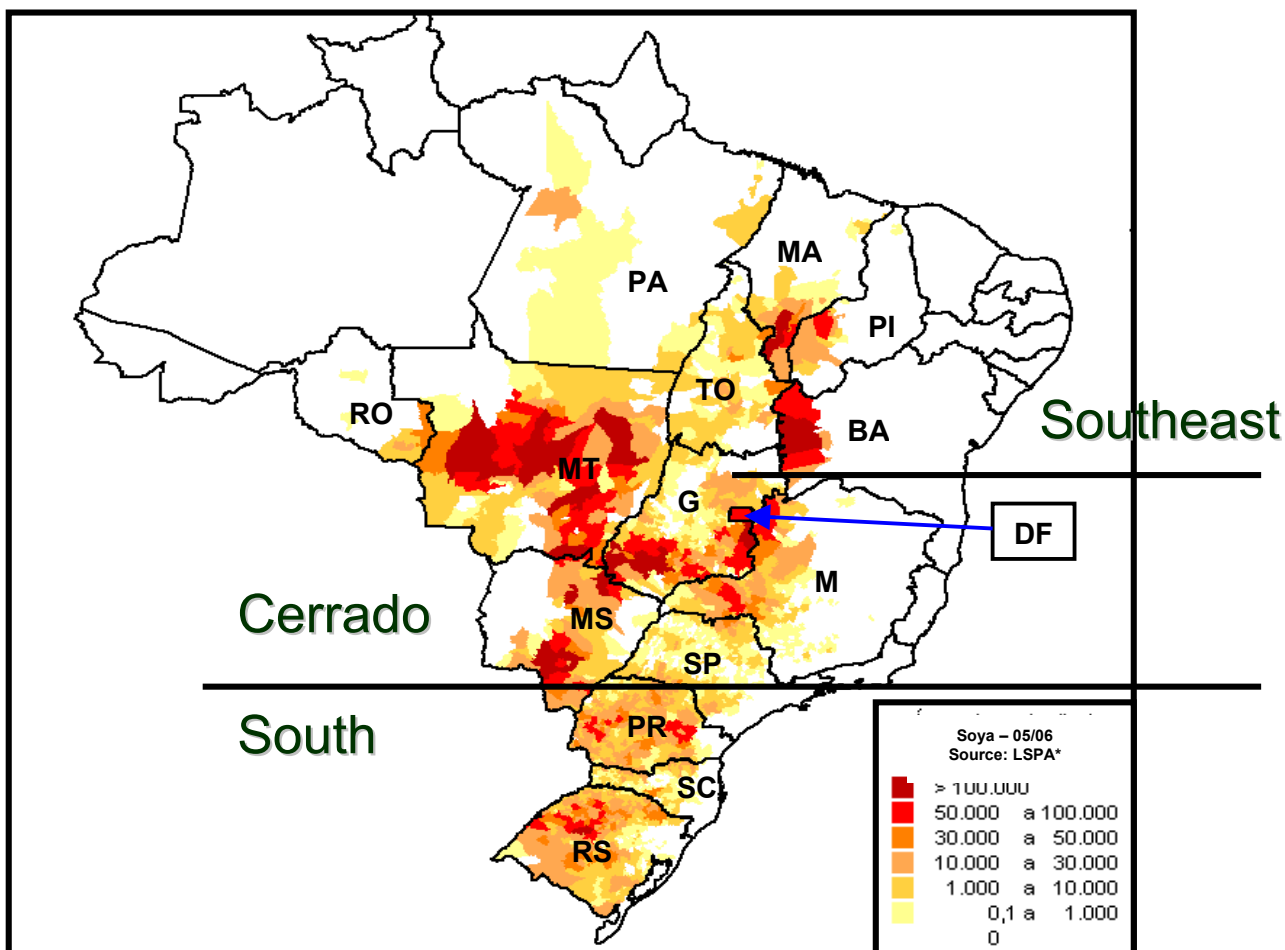 MA
PA
PI
TO
RO
BA
Southeast
MT
G
DF
M
Cerrado
MS
SP
South
PR
SC
RS
Soya – 05/06
Source: LSPA*
> 100.000
50.000 a 100.000
30.000 a 50.000
10.000 a 30.000
1.000 a 10.000
0,1 a 1.000
0